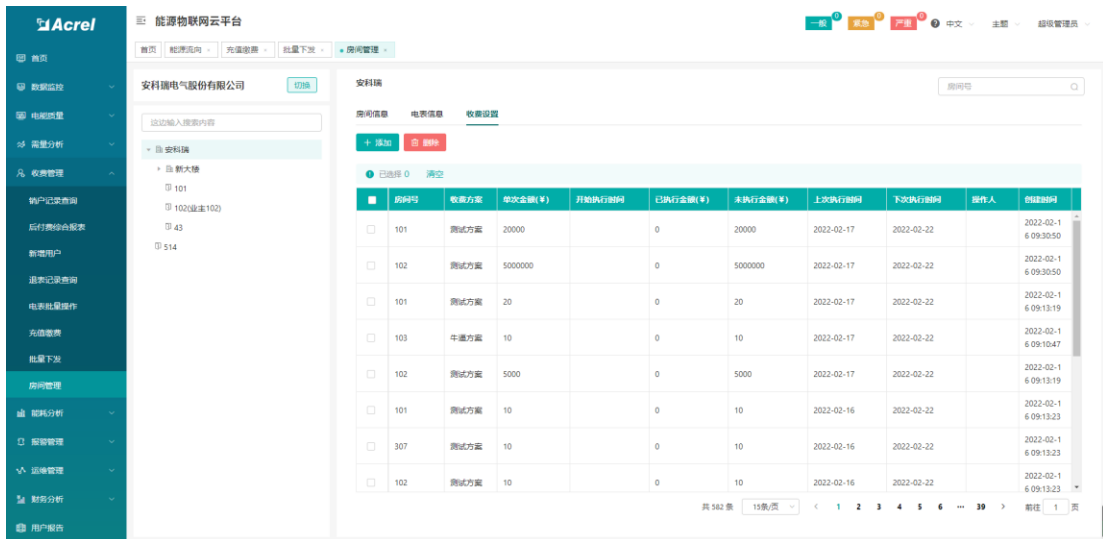 Acrel
能源物联网云平台
一般 0 紧急 0 严重 0 中文 主题 超级管理员
首页 能源流向 × 充值缴费 × 批量下发 × 房间管理 ×
首页
数据监控
电能质量
需量分析
收费管理
销户记录查询
后付费综合报表
新增用户
退表记录查询
电表批量操作
充值缴费
批量下发
房间管理
能耗分析
报警管理
运维管理
财务分析
用户报告
安科瑞电气股份有限公司 切换
这边输入搜索内容
安科瑞
新大楼
101
102(业主102)
43
514
安科瑞 房间号
房间信息 电表信息 收费设置
+ 添加 删除
已选择 0 清空
房间号 收费方案 单次金额(¥) 开始执行时间 已执行金额(¥) 未执行金额(¥) 上次执行时间 下次执行时间 操作人 创建时间
101 测试方案 20000 0 20000 2022-02-17 2022-02-22 2022-02-1
6 09:30:50
102 测试方案 5000000 0 5000000 2022-02-17 2022-02-22 2022-02-1
6 09:30:50
101 测试方案 20 0 20 2022-02-17 2022-02-22 2022-02-1
6 09:13:19
103 牛逼方案 10 0 10 2022-02-17 2022-02-22 2022-02-1
6 09:10:47
102 测试方案 5000 0 5000 2022-02-17 2022-02-22 2022-02-1
6 09:13:19
101 测试方案 10 0 10 2022-02-16 2022-02-22 2022-02-1
6 09:13:23
307 测试方案 10 0 10 2022-02-16 2022-02-22 2022-02-1
6 09:13:23
102 测试方案 10 0 10 2022-02-16 2022-02-22 2022-02-1
6 09:13:23
共 582 条 15条/页 < 1 2 3 4 5 6 ··· 39 > 前往 1 页